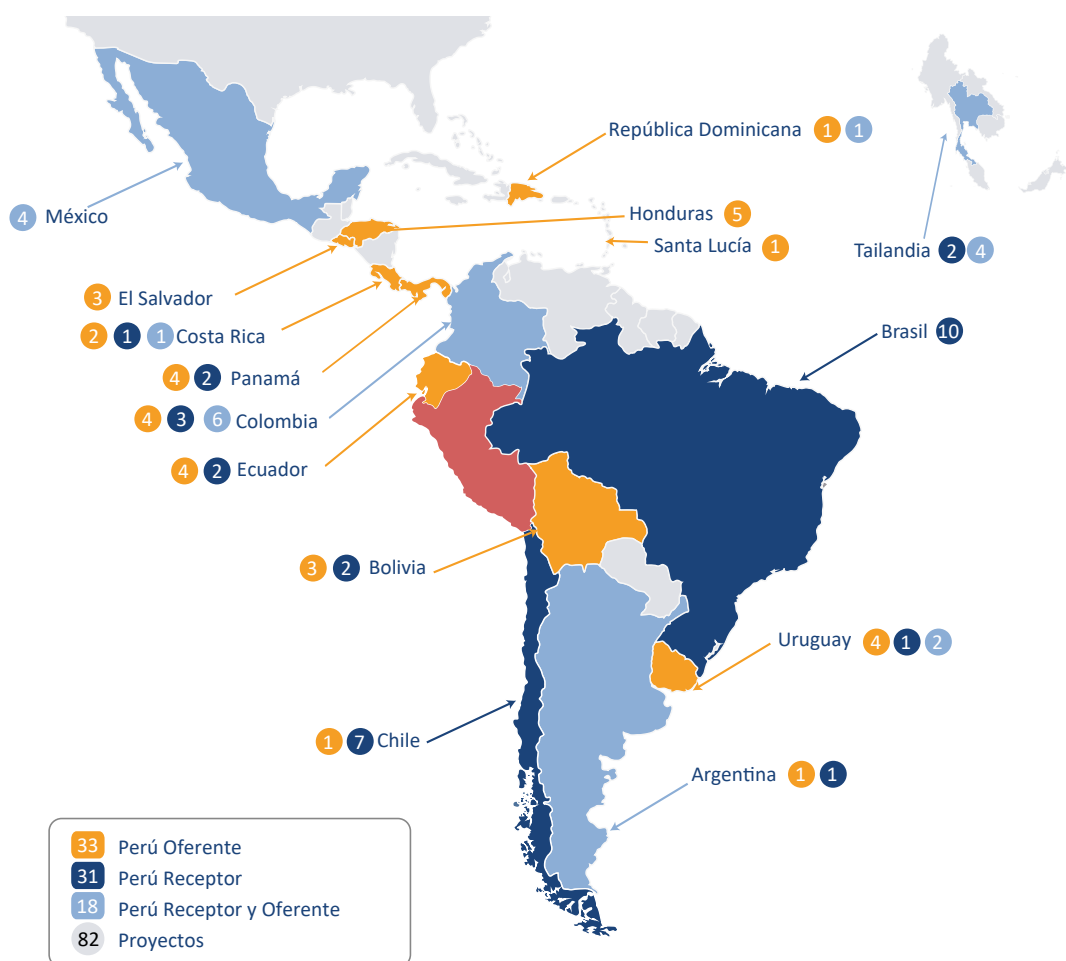 República Dominicana 1 1
4 México
Honduras 5
Santa Lucía 1
Tailandia 2 4
3 El Salvador
2 1 1 Costa Rica
Brasil 10
4 2 Panamá
4 3 6 Colombia
4 2 Ecuador
3 2 Bolivia
Uruguay 4 1 2
1 7 Chile
Argentina 1 1
33 Perú Oferente
31 Perú Receptor
18 Perú Receptor y Oferente
82 Proyectos